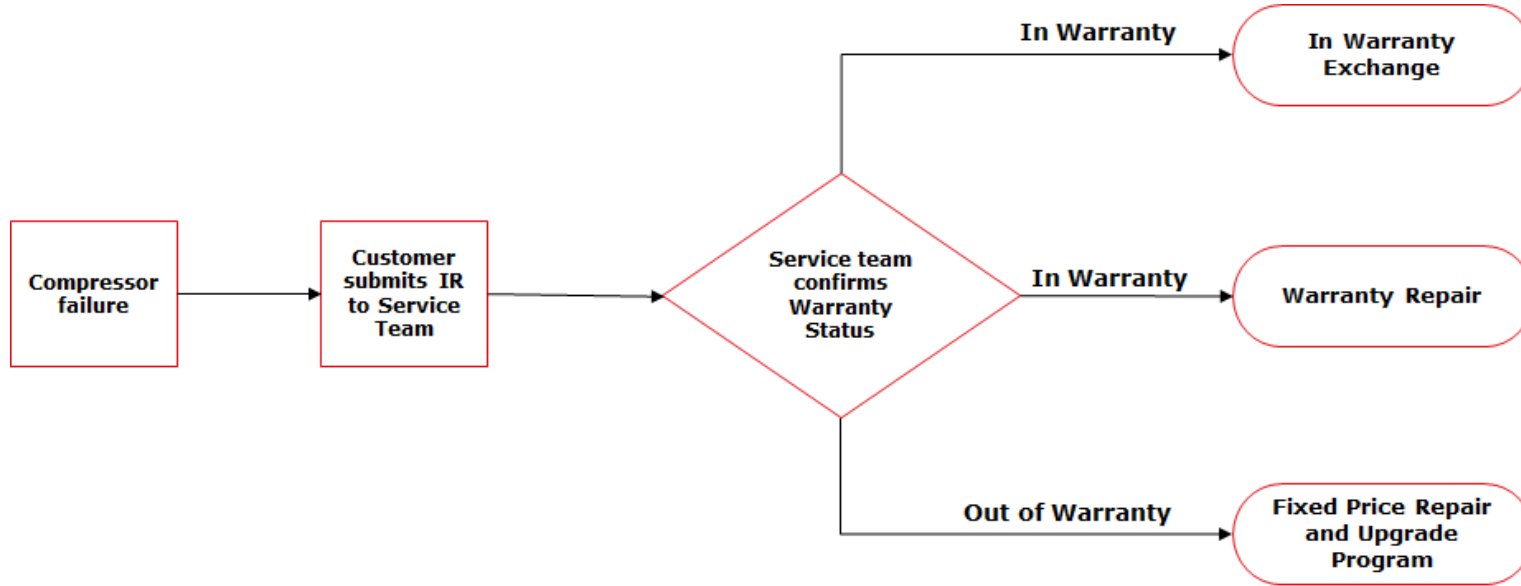 In Warranty
In Warranty
Exchange
Compressor
failure
Customer
submits IR
to Service
Team
Service team
confirms
Warranty
Status
In Warranty
Warranty Repair
Out of Warranty
Fixed Price Repair
and Upgrade
Program